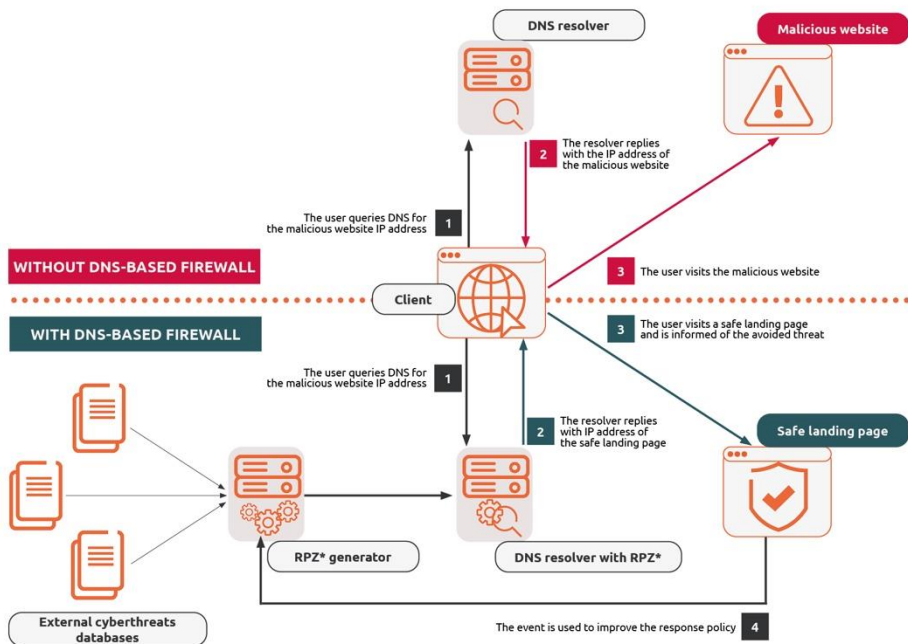 DNS resolver
Malicious website
2
The resolver replies
with the IP address of
the malicious website
1
The user queries DNS for
the malicious website IP address
WITHOUT DNS-BASED FIREWALL
3
The user visits the malicious website
Client
WITH DNS-BASED FIREWALL
3
The user visits a safe landing page
and is informed of the avoided threat
The user queries DNS for
the malicious website IP address
1
2
The resolver replies
with IP address of
the safe landing page
Safe landing page
RPZ* generator
DNS resolver with RPZ*
External cyberthreats
databases
The event is used to improve the response policy
4